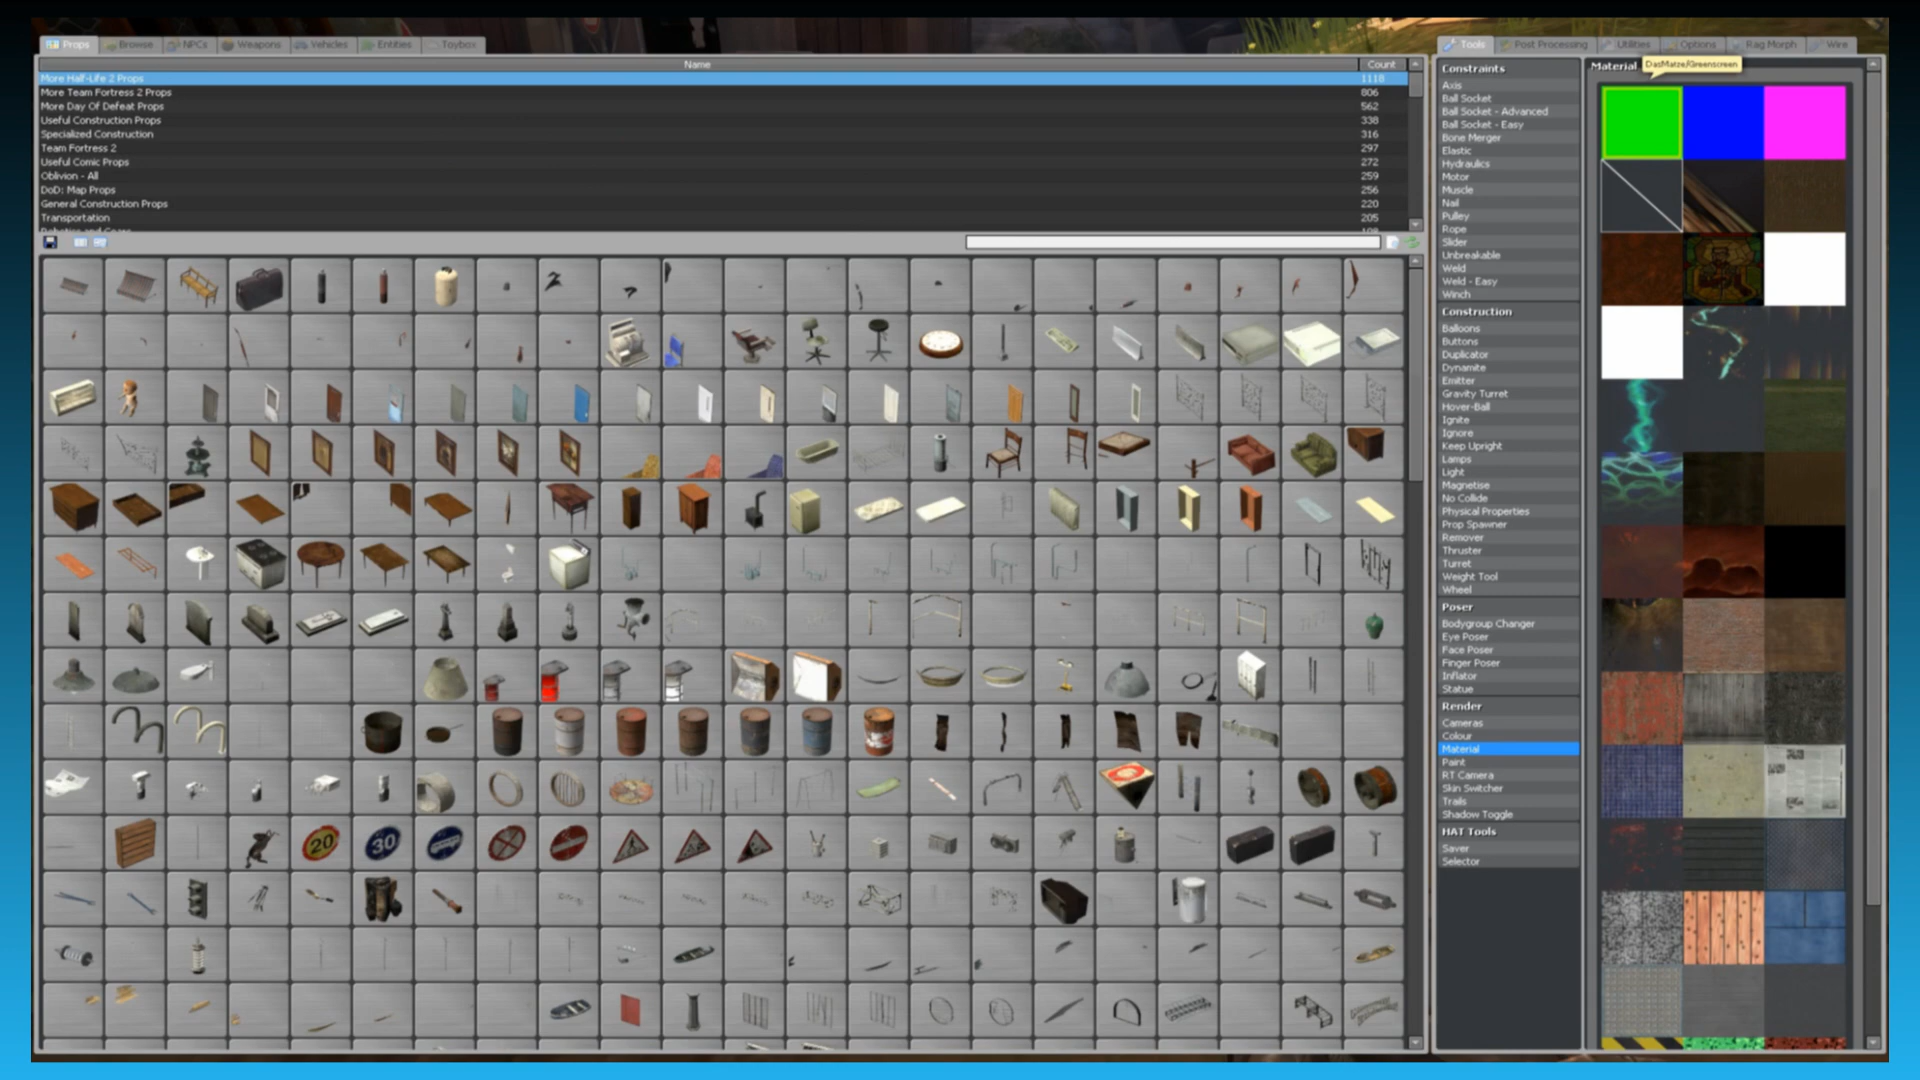 Props Browse NPCs Weapons Vehicles Entities Toybox
Name Count
More Half-Life 2 Props 1118
More Team Fortress 2 Props 806
More Day Of Defeat Props 562
Useful Construction Props 338
Specialized Construction 316
Team Fortress 2 297
Useful Comic Props 272
Oblivion - All 259
DoD: Map Props 256
General Construction Props 220
Transportation 205
Tools Post Processing Utilities Options Rag Morph Wire
Constraints
Axis
Ball Socket
Ball Socket - Advanced
Ball Socket - Easy
Bone Merger
Elastic
Hydraulics
Motor
Muscle
Nail
Pulley
Rope
Slider
Unbreakable
Weld
Weld - Easy
Winch
Construction
Balloons
Buttons
Duplicator
Dynamite
Emitter
Gravity Turret
Hover-Ball
Ignite
Ignore
Keep Upright
Lamps
Light
Magnetise
No Collide
Physical Properties
Prop Spawner
Remover
Thruster
Turret
Weight Tool
Wheel
Poser
Bodygroup Changer
Eye Poser
Face Poser
Finger Poser
Inflator
Statue
Render
Cameras
Colour
Material
Paint
RT Camera
Skin Switcher
Trails
Shadow Toggle
HAT Tools
Saver
Selector
Material
DasMatze/Greenscreen
20
30